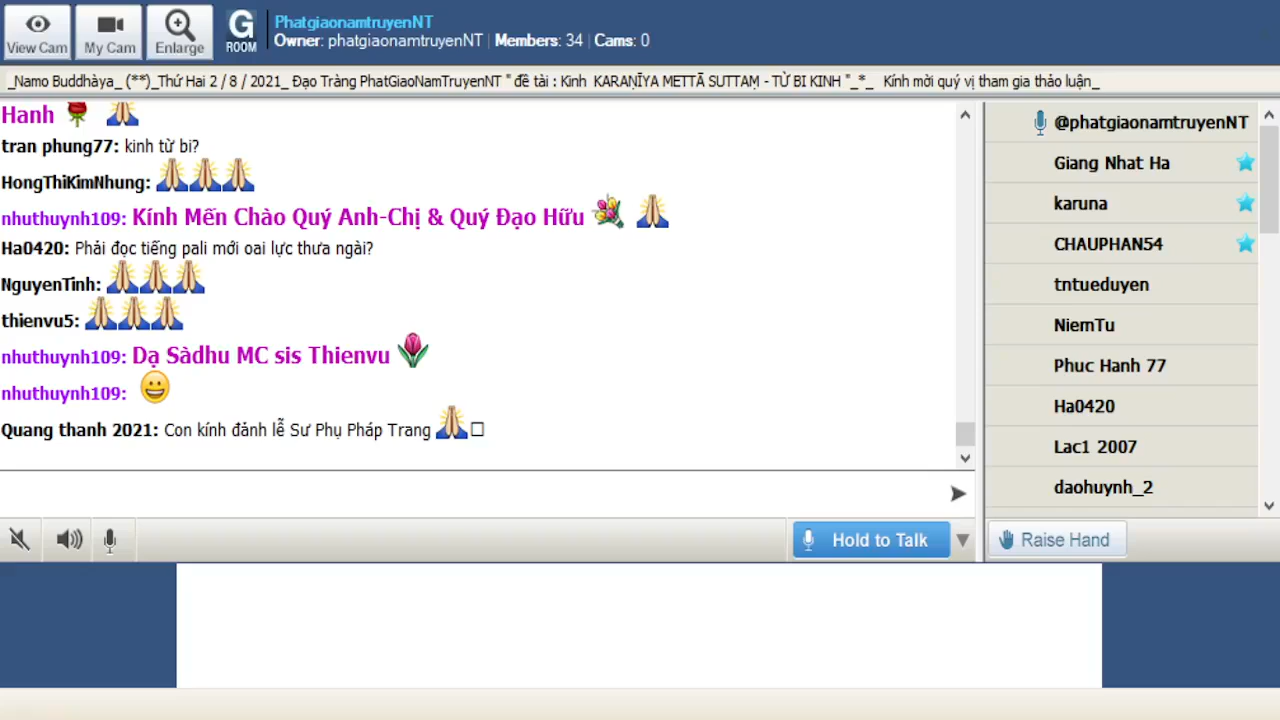 View Cam
My Cam
Enlarge
G
ROOM
PhatgiaonamtruyenNT
Owner: phatgiaonamtruyenNT | Members: 34 | Cams: 0
_Namo Buddhàya_ (**)_Thứ Hai 2 / 8 / 2021_ Đạo Tràng PhatGiaoNamTruyenNT " đề tài : Kinh KARAṆĪYA METTĀ SUTTAṂ - TỪ BI KINH "_*_ Kính mời quý vị tham gia thảo luận_
Hanh
tran phung77: kinh từ bi?
HongThiKimNhung:
nhuthuynh109: Kính Mến Chào Quý Anh-Chị & Quý Đạo Hữu
Ha0420: Phải đọc tiếng pali mới oai lực thưa ngài?
NguyenTinh:
thienvu5:
nhuthuynh109: Dạ Sàdhu MC sis Thienvu
nhuthuynh109:
Quang thanh 2021: Con kính đảnh lễ Sư Phụ Pháp Trang
Hold to Talk
@phatgiaonamtruyenNT
Giang Nhat Ha
karuna
CHAUPHAN54
tntueduyen
NiemTu
Phuc Hanh 77
Ha0420
Lac1 2007
daohuynh_2
Raise Hand